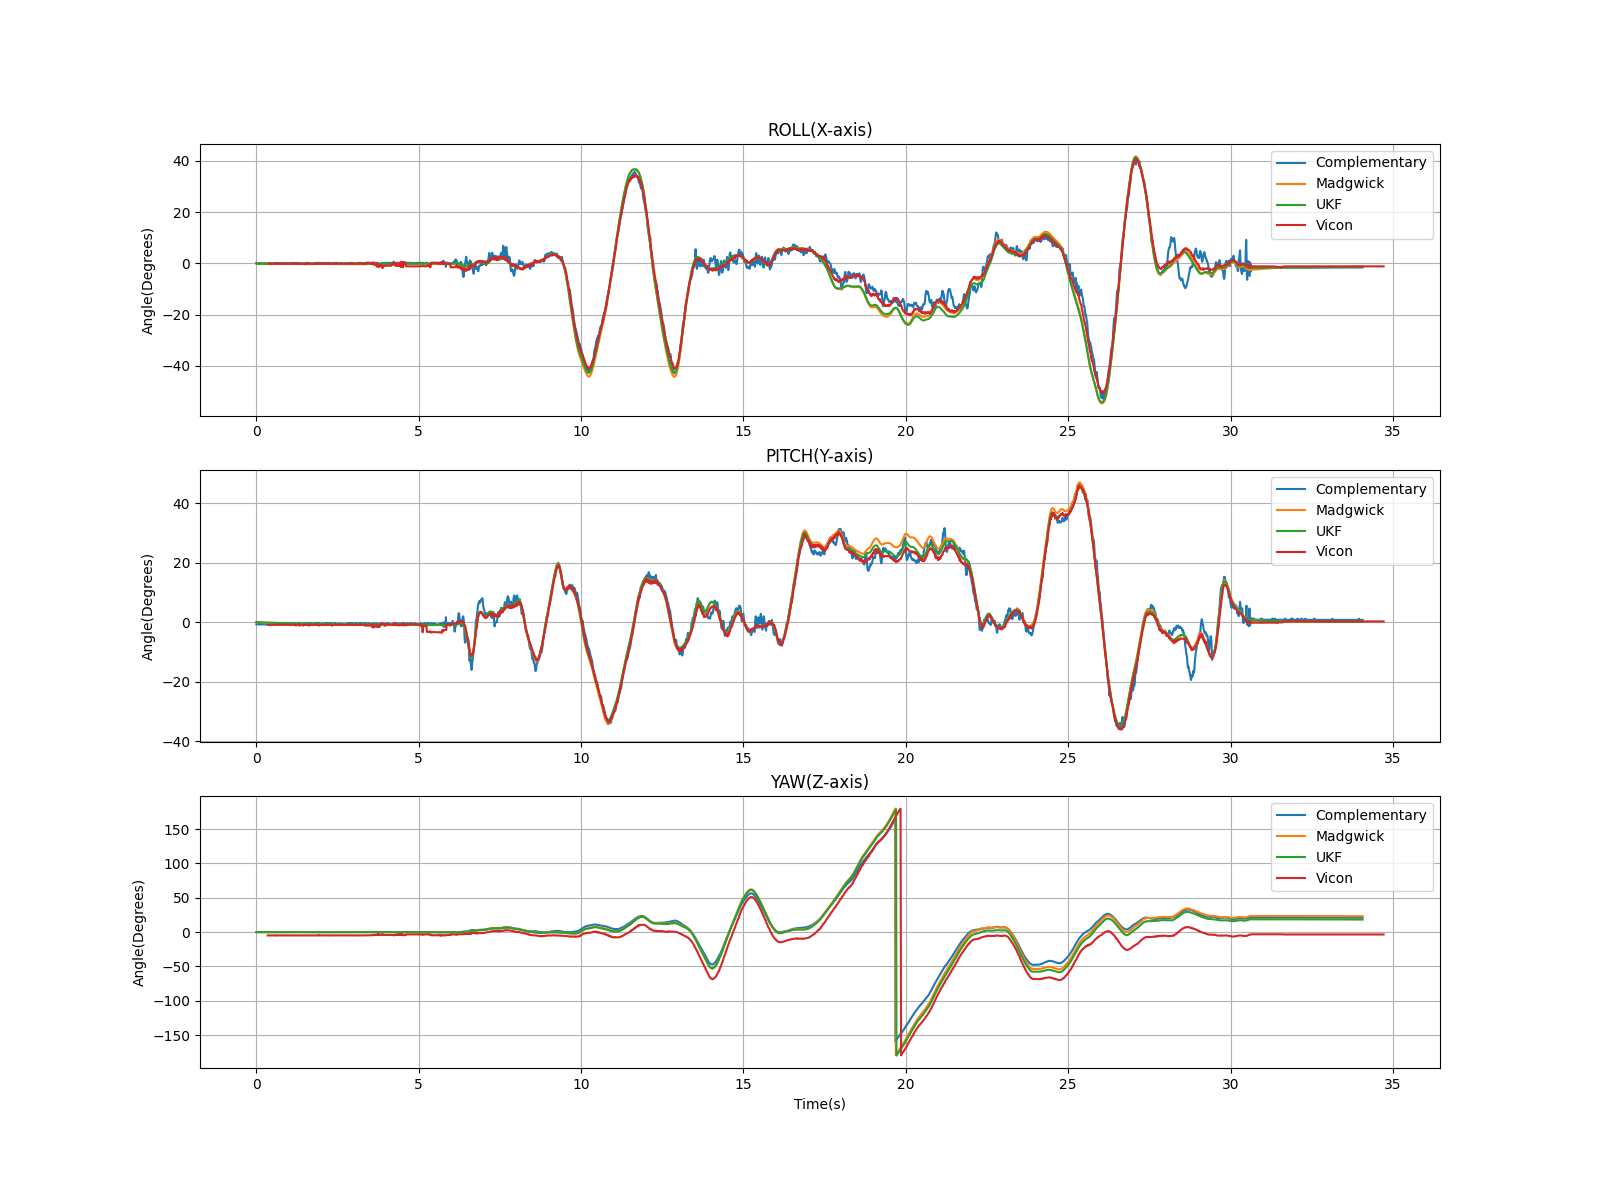 ROLL(X-axis)
Angle(Degrees)
40
20
0
−20
−40
Complementary
Madgwick
UKF
Vicon
0 5 10 15 20 25 30 35
PITCH(Y-axis)
Angle(Degrees)
40
20
0
−20
−40
Complementary
Madgwick
UKF
Vicon
0 5 10 15 20 25 30 35
YAW(Z-axis)
Angle(Degrees)
150
100
50
0
−50
−100
−150
Complementary
Madgwick
UKF
Vicon
0 5 10 15 20 25 30 35
Time(s)